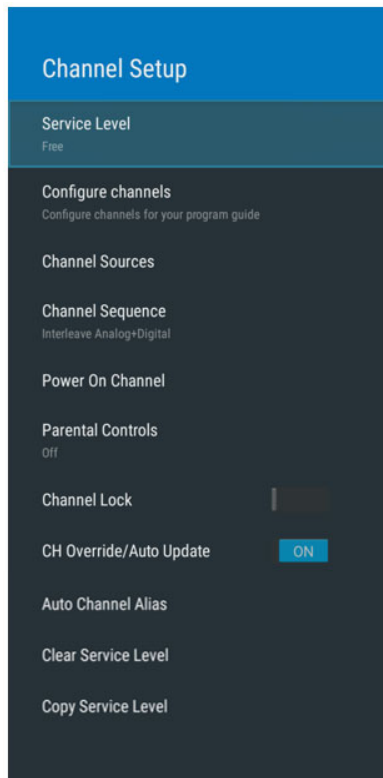 Channel Setup
Service Level
Free
Configure channels
Configure channels for your program guide
Channel Sources
Channel Sequence
Interleave Analog+Digital
Power On Channel
Parental Controls
Off
Channel Lock
CH Override/Auto Update ON
Auto Channel Alias
Clear Service Level
Copy Service Level